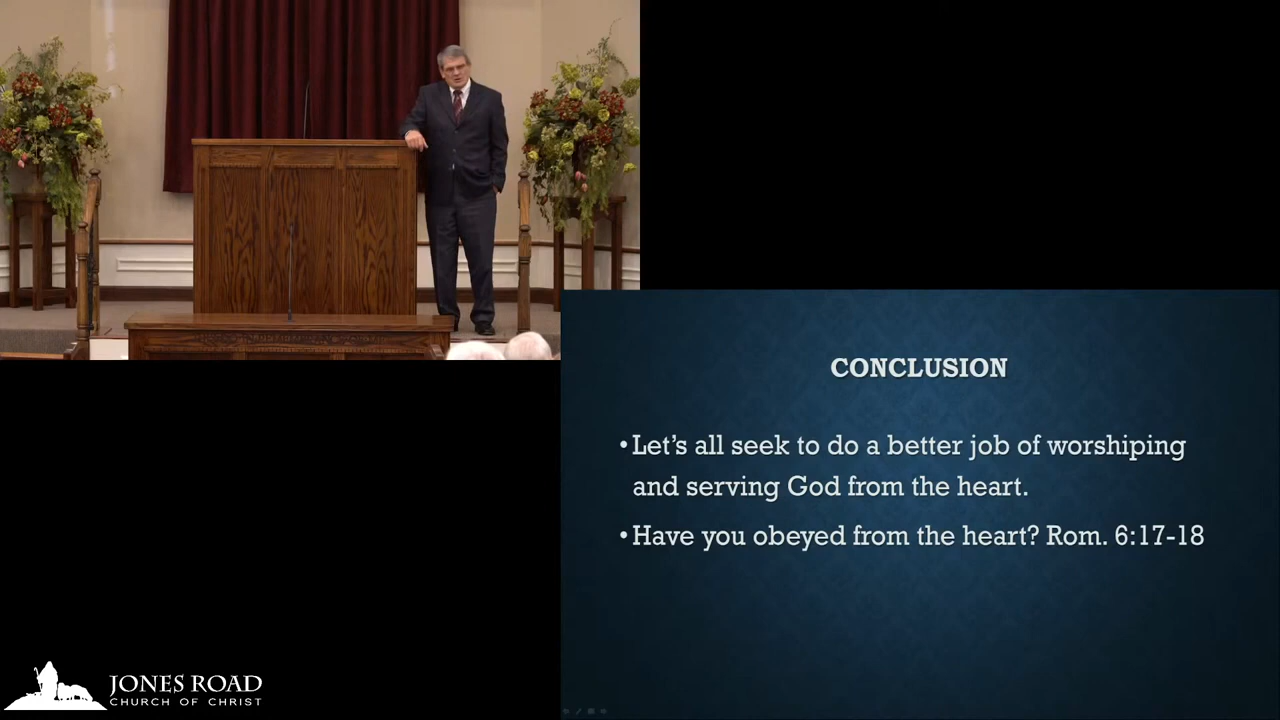 CONCLUSION
•Let's all seek to do a better job of worshiping
and serving God from the heart.
•Have you obeyed from the heart? Rom. 6:17-18
JONES ROAD
CHURCH OF CHRIST